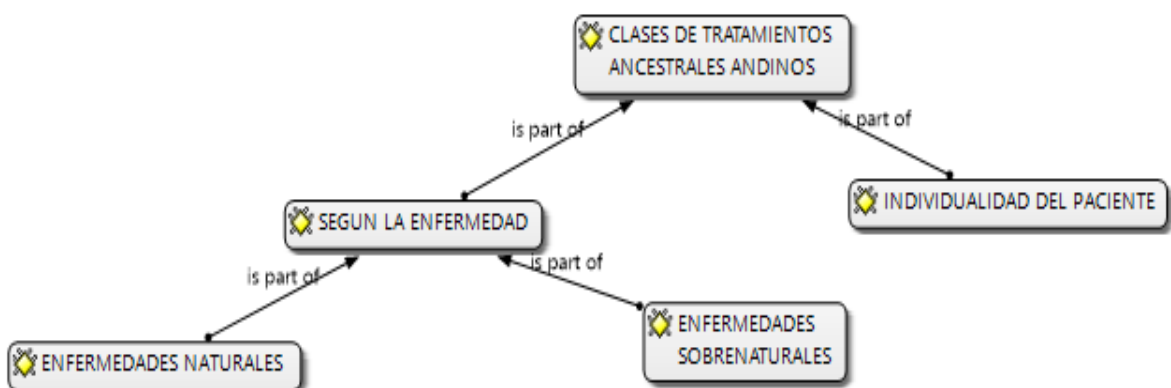 CLASES DE TRATAMIENTOS
ANCESTRALES ANDINOS
is part of
is part of
INDIVIDUALIDAD DEL PACIENTE
SEGUN LA ENFERMEDAD
is part of
is part of
ENFERMEDADES
SOBRENATURALES
ENFERMEDADES NATURALES